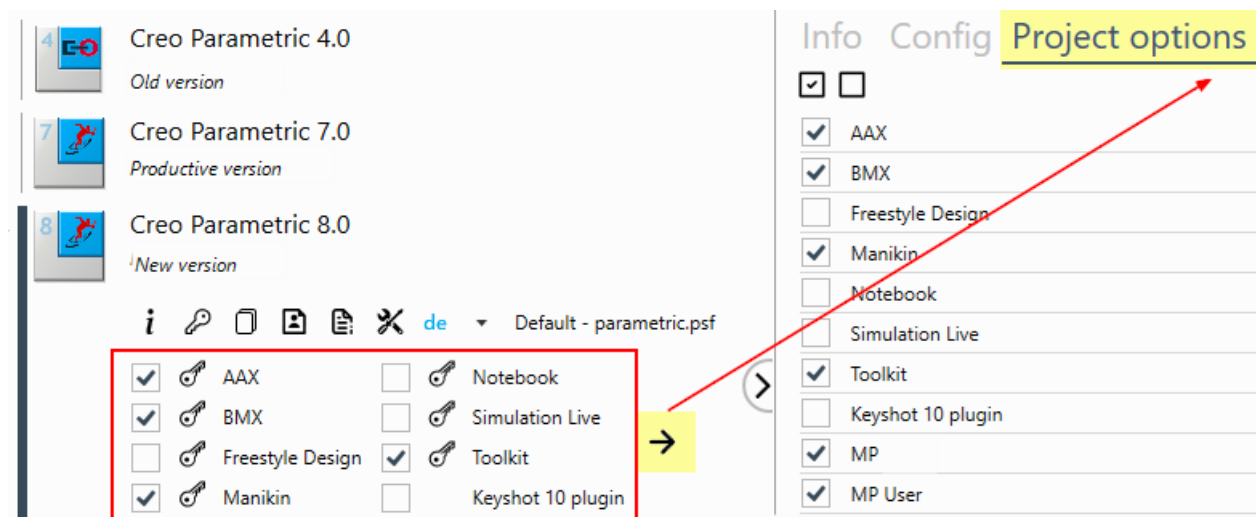 4
Creo Parametric 4.0
Old version
7
Creo Parametric 7.0
Productive version
8
Creo Parametric 8.0
New version
i de Default - parametric.psf
AAX Notebook
BMX Simulation Live
Freestyle Design Toolkit
Manikin Keyshot 10 plugin
Info Config Project options
AAX
BMX
Freestyle Design
Manikin
Notebook
Simulation Live
Toolkit
Keyshot 10 plugin
MP
MP User